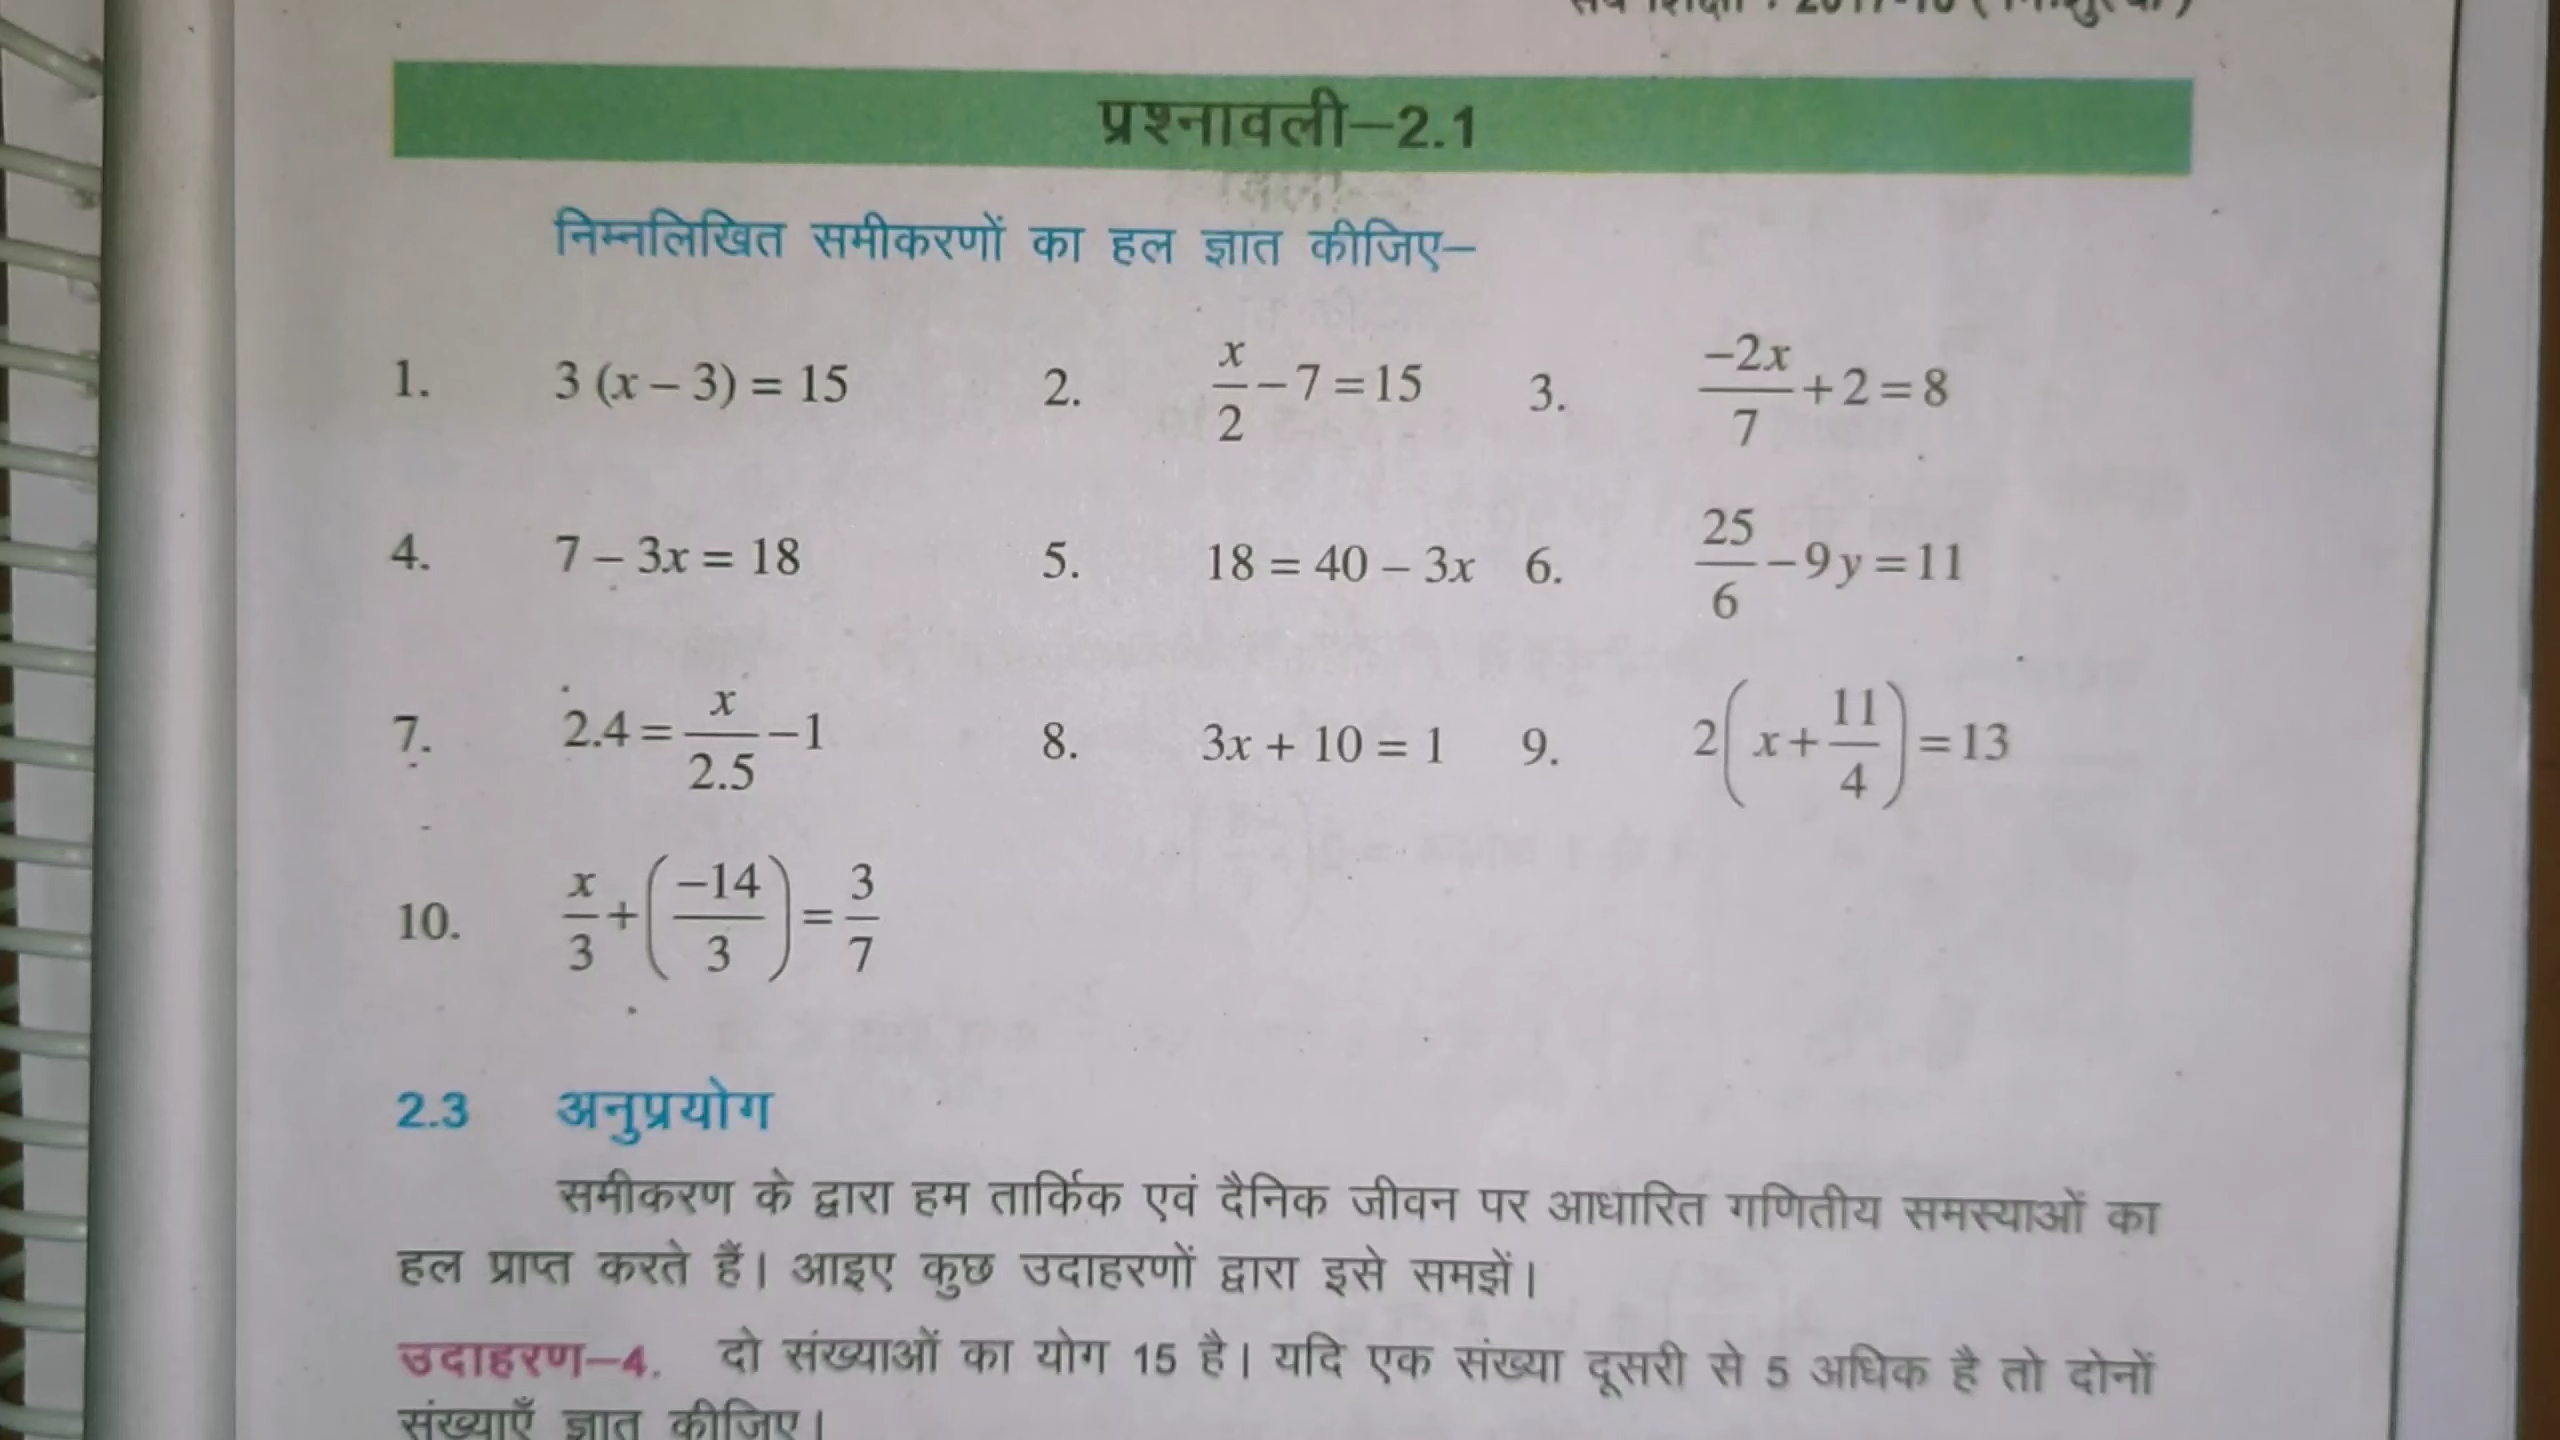 प्रश्नावली–2.1
निम्नलिखित समीकरणों का हल ज्ञात कीजिए–
1. 3 (x – 3) = 15 2. x/2 – 7 = 15 3. –2x/7 + 2 = 8
4. 7 – 3x = 18 5. 18 = 40 – 3x 6. 25/6 – 9y = 11
7. 2.4 = x/2.5 – 1 8. 3x + 10 = 1 9. 2(x + 11/4) = 13
10. x/3 + (–14/3) = 3/7
2.3 अनुप्रयोग
समीकरण के द्वारा हम तार्किक एवं दैनिक जीवन पर आधारित गणितीय समस्याओं का
हल प्राप्त करते हैं। आइए कुछ उदाहरणों द्वारा इसे समझें।
उदाहरण–4. दो संख्याओं का योग 15 है। यदि एक संख्या दूसरी से 5 अधिक है तो दोनों
संख्याएँ ज्ञात कीजिए।